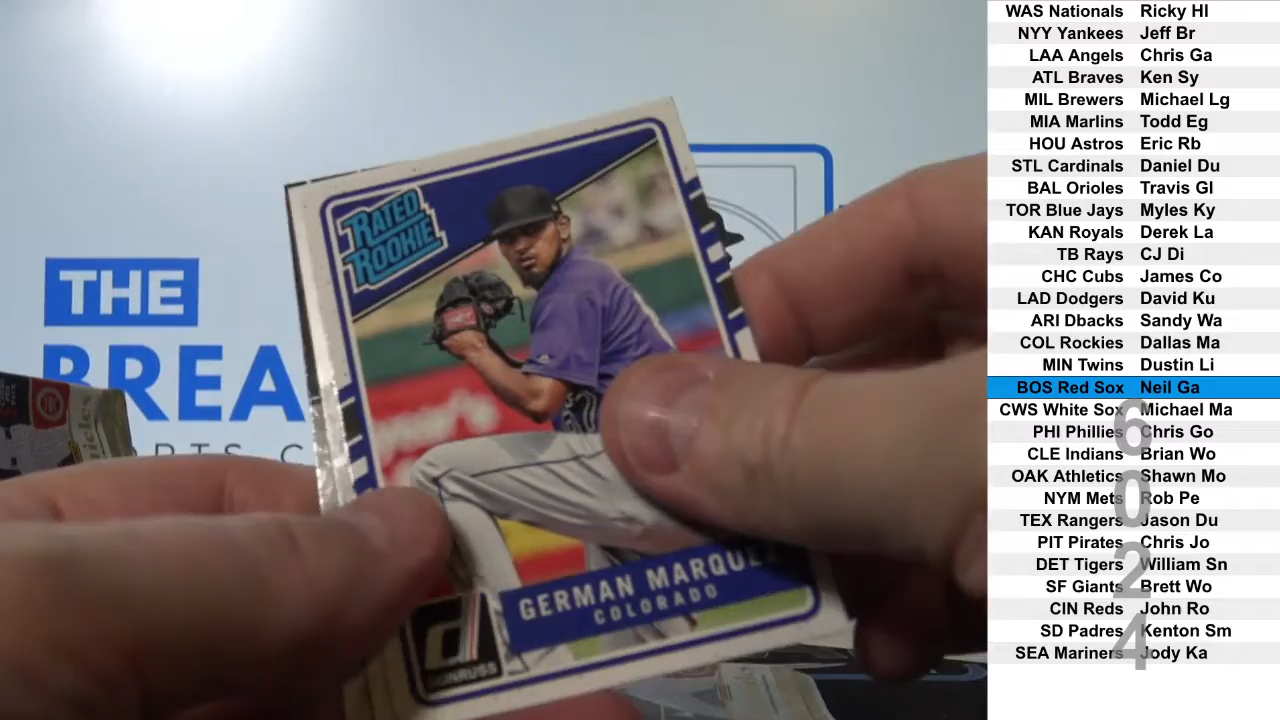 THE
BREA
RATED
ROOKIE
GERMAN MARQUE
COLORADO
d
DONRUSS
WAS Nationals Ricky Hl
NYY Yankees Jeff Br
LAA Angels Chris Ga
ATL Braves Ken Sy
MIL Brewers Michael Lg
MIA Marlins Todd Eg
HOU Astros Eric Rb
STL Cardinals Daniel Du
BAL Orioles Travis Gl
TOR Blue Jays Myles Ky
KAN Royals Derek La
TB Rays CJ Di
CHC Cubs James Co
LAD Dodgers David Ku
ARI Dbacks Sandy Wa
COL Rockies Dallas Ma
MIN Twins Dustin Li
BOS Red Sox Neil Ga
CWS White Sox Michael Ma
PHI Phillies Chris Go
CLE Indians Brian Wo
OAK Athletics Shawn Mo
NYM Mets Rob Pe
TEX Rangers Jason Du
PIT Pirates Chris Jo
DET Tigers William Sn
SF Giants Brett Wo
CIN Reds John Ro
SD Padres Kenton Sm
SEA Mariners Jody Ka
6
0
2
4